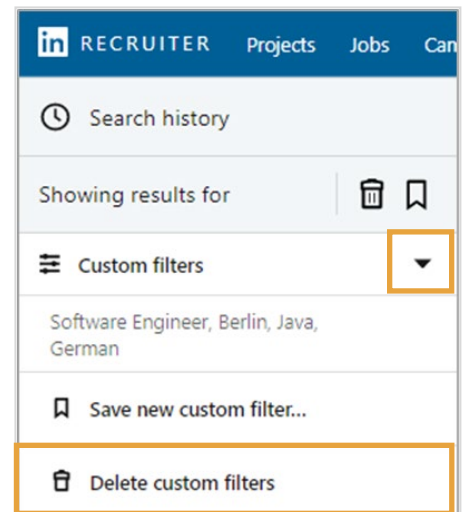 in RECRUITER Projects Jobs Can
Search history
Showing results for
Custom filters
Software Engineer, Berlin, Java,
German
Save new custom filter...
Delete custom filters